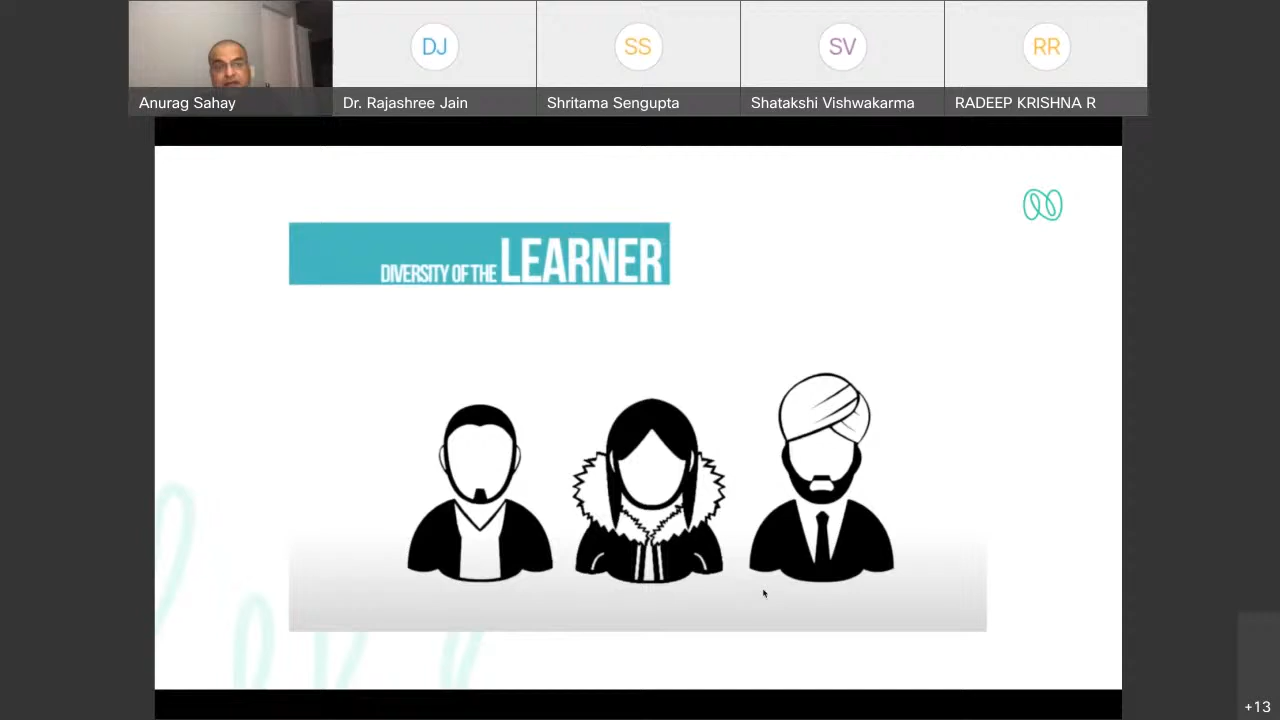 DJ
SS
SV
RR
Anurag Sahay
Dr. Rajashree Jain
Shritama Sengupta
Shatakshi Vishwakarma
RADEEP KRISHNA R
DIVERSITY OF THE LEARNER
+13